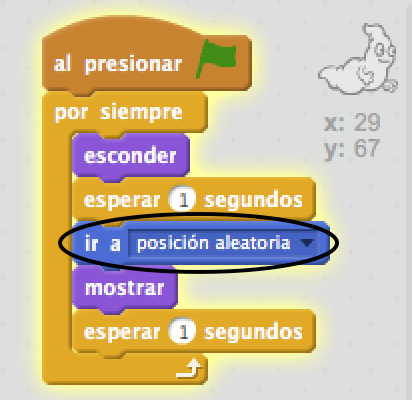 al presionar
por siempre
esconder
esperar 1 segundos
ir a posición aleatoria
mostrar
esperar 1 segundos
x: 29
y: 67